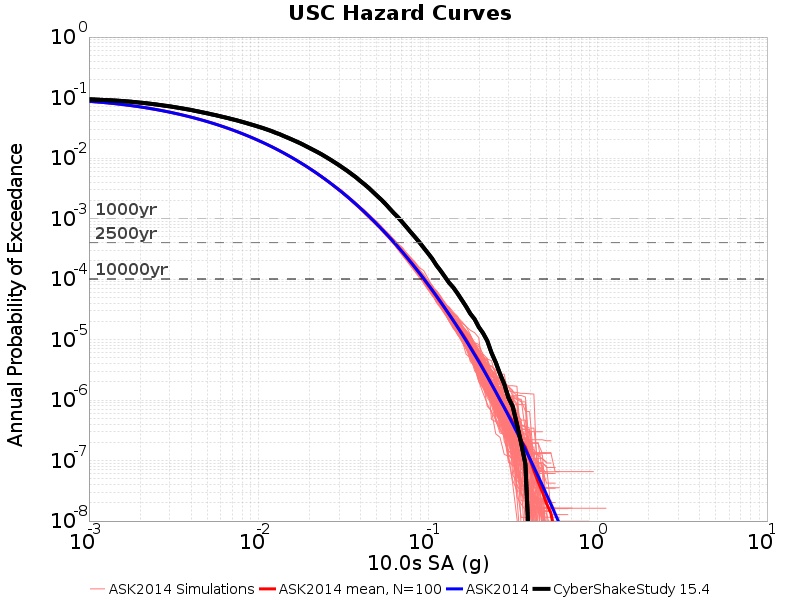 USC Hazard Curves
Annual Probability of Exceedance
10^0
10^-1
10^-2
10^-3
10^-4
10^-5
10^-6
10^-7
10^-8
1000yr
2500yr
10000yr
10^-3 10^-2 10^-1 10^0 10^1
10.0s SA (g)
ASK2014 Simulations ASK2014 mean, N=100 ASK2014 CyberShakeStudy 15.4